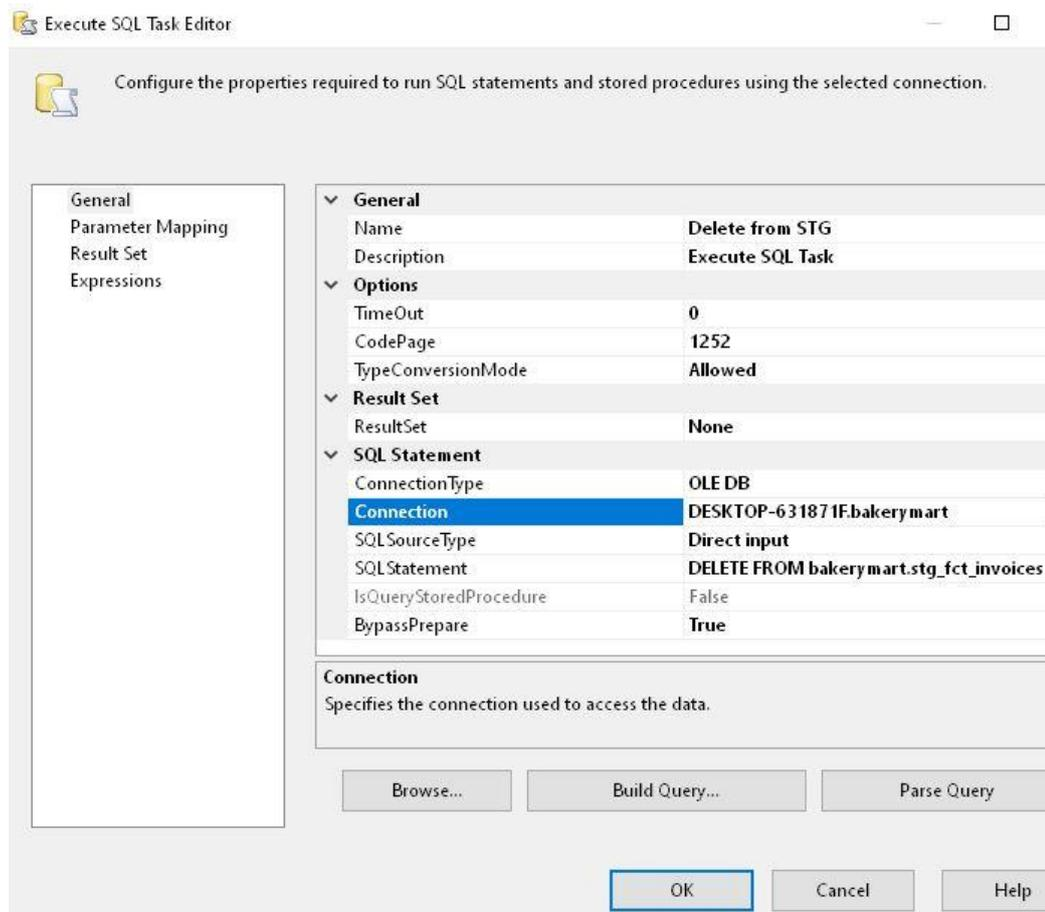 Execute SQL Task Editor
Configure the properties required to run SQL statements and stored procedures using the selected connection.
General
Parameter Mapping
Result Set
Expressions
General
Name Delete from STG
Description Execute SQL Task
Options
TimeOut 0
CodePage 1252
TypeConversionMode Allowed
Result Set
ResultSet None
SQL Statement
ConnectionType OLE DB
Connection DESKTOP-631871F.bakerymart
SQLSourceType Direct input
SQLStatement DELETE FROM bakerymart.stg_fct_invoices
IsQueryStoredProcedure False
BypassPrepare True
Connection
Specifies the connection used to access the data.
Browse... Build Query... Parse Query
OK Cancel Help